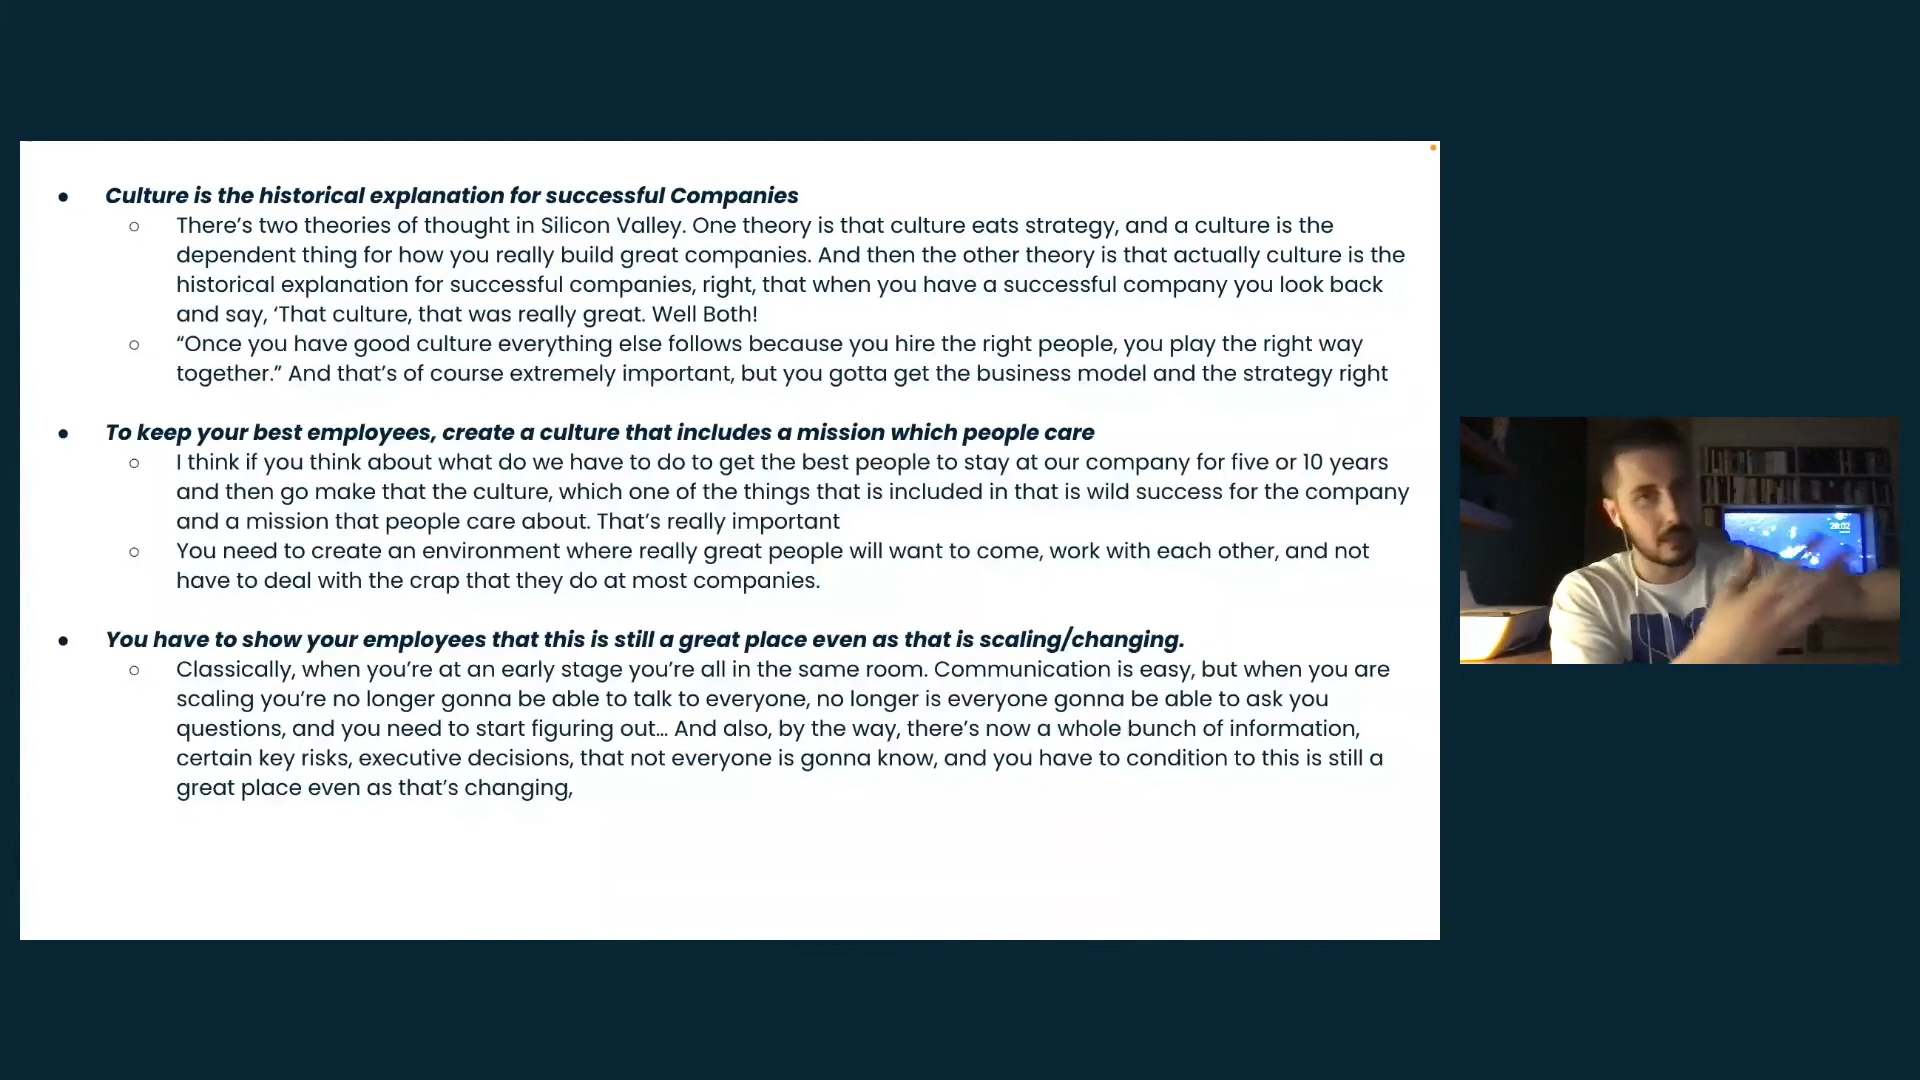 ● Culture is the historical explanation for successful Companies
○ There's two theories of thought in Silicon Valley. One theory is that culture eats strategy, and a culture is the
dependent thing for how you really build great companies. And then the other theory is that actually culture is the
historical explanation for successful companies, right, that when you have a successful company you look back
and say, ‘That culture, that was really great. Well Both!
○ “Once you have good culture everything else follows because you hire the right people, you play the right way
together.” And that's of course extremely important, but you gotta get the business model and the strategy right
● To keep your best employees, create a culture that includes a mission which people care
○ I think if you think about what do we have to do to get the best people to stay at our company for five or 10 years
and then go make that the culture, which one of the things that is included in that is wild success for the company
and a mission that people care about. That's really important
○ You need to create an environment where really great people will want to come, work with each other, and not
have to deal with the crap that they do at most companies.
● You have to show your employees that this is still a great place even as that is scaling/changing.
○ Classically, when you're at an early stage you're all in the same room. Communication is easy, but when you are
scaling you're no longer gonna be able to talk to everyone, no longer is everyone gonna be able to ask you
questions, and you need to start figuring out... And also, by the way, there's now a whole bunch of information,
certain key risks, executive decisions, that not everyone is gonna know, and you have to condition to this is still a
great place even as that's changing,